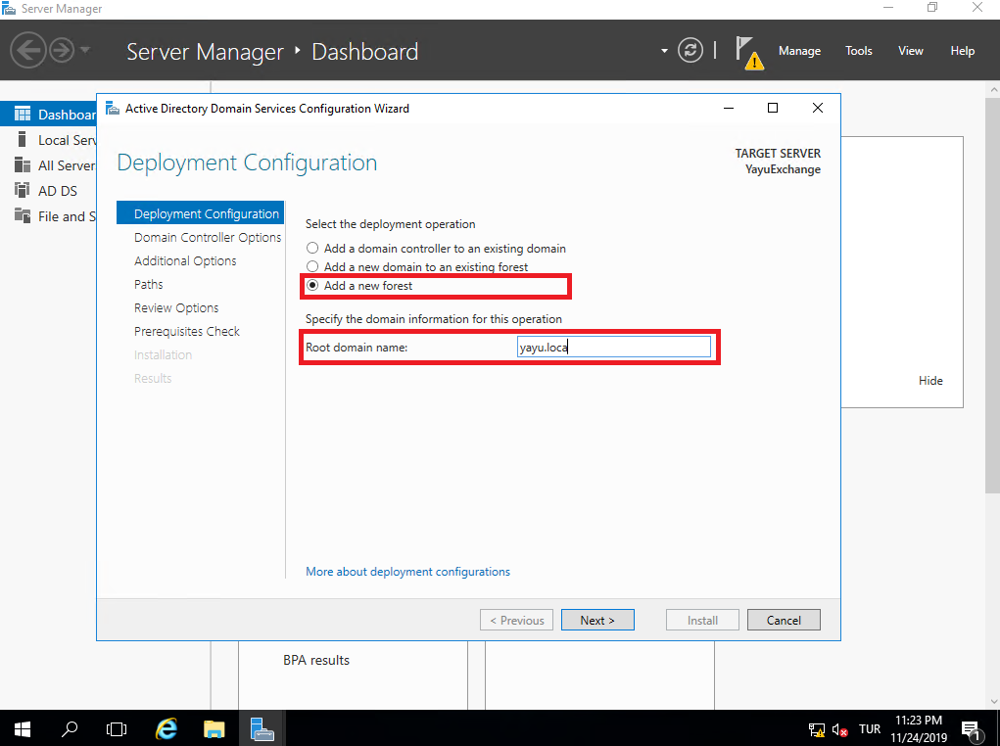 Server Manager
Server Manager ‣ Dashboard
Manage Tools View Help
Dashboar
Local Serv
All Server
AD DS
File and S
Active Directory Domain Services Configuration Wizard
Deployment Configuration
TARGET SERVER
YayuExchange
Deployment Configuration
Domain Controller Options
Additional Options
Paths
Review Options
Prerequisites Check
Installation
Results
Select the deployment operation
Add a domain controller to an existing domain
Add a new domain to an existing forest
Add a new forest
Specify the domain information for this operation
Root domain name: yayu.loca
More about deployment configurations
< Previous Next > Install Cancel
Hide
BPA results
TUR
11:23 PM
11/24/2019
1